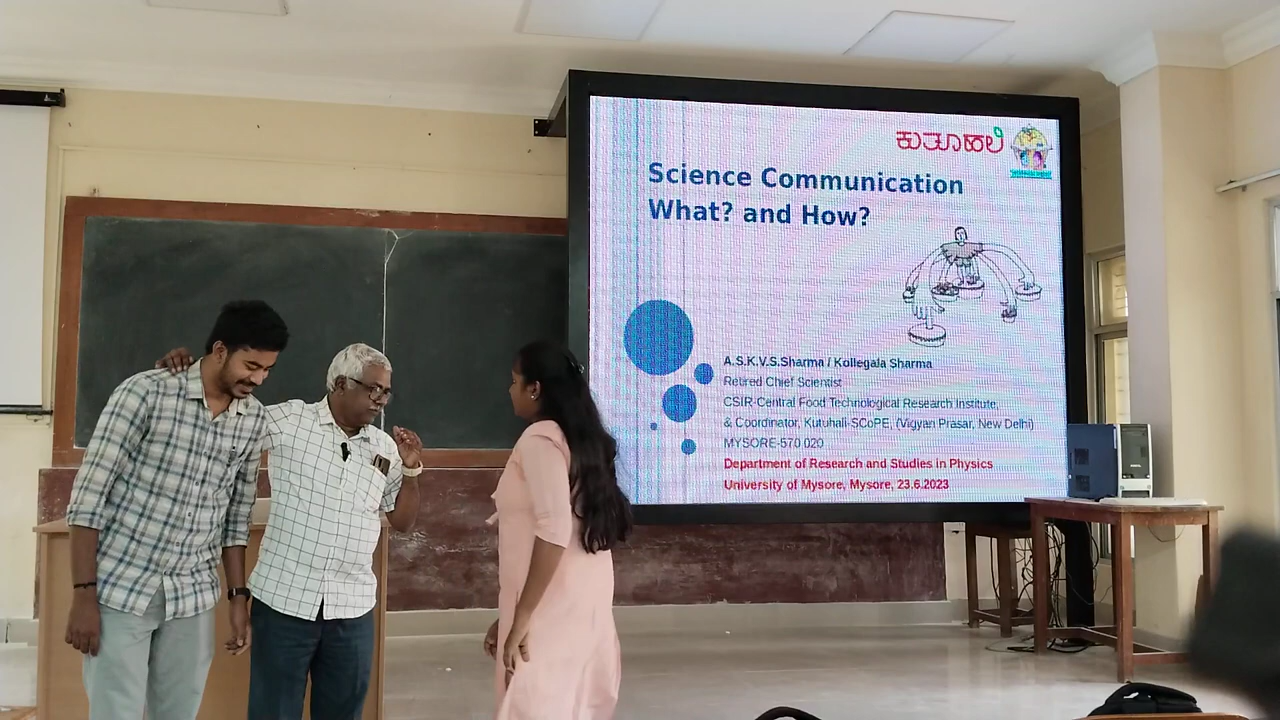 ಕುತೂಹಲಿ
Science Communication
What? and How?
A.S.K.V.S.Sharma / Kollegala Sharma
Retired Chief Scientist
CSIR-Central Food Technological Research Institute,
& Coordinator, Kutuhali-SCoPE, (Vigyan Prasar, New Delhi)
MYSORE-570 020
Department of Research and Studies in Physics
University of Mysore, Mysore, 23.6.2023